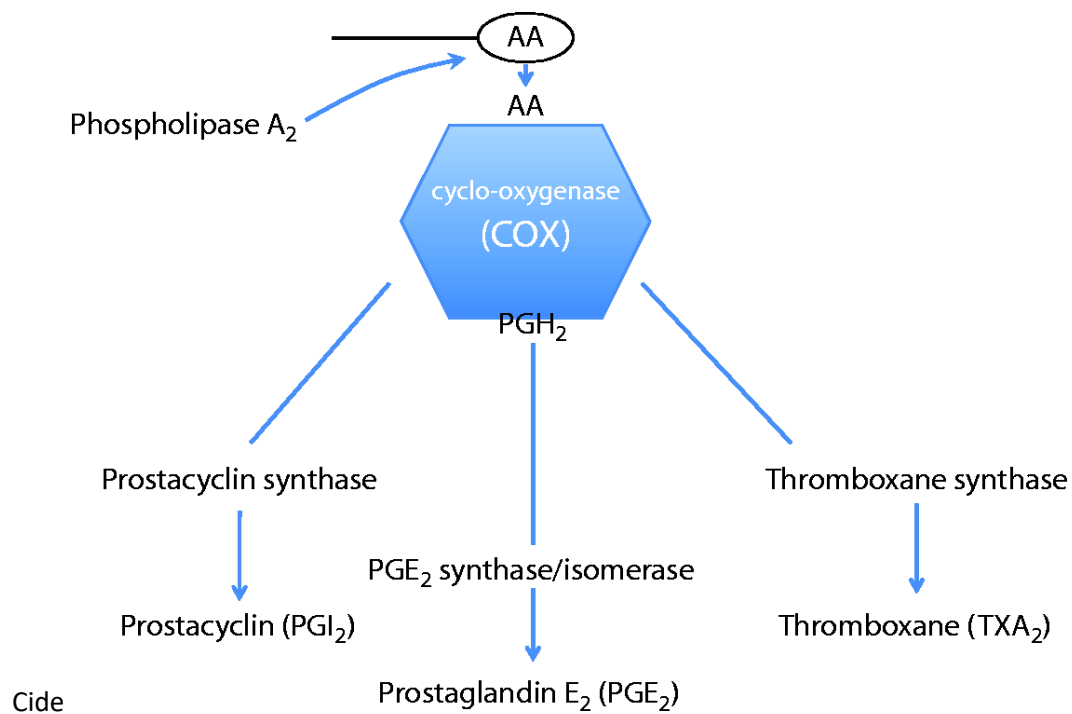 AA
AA
Phospholipase A₂
cyclo-oxygenase
(COX)
PGH₂
Prostacyclin synthase
Thromboxane synthase
PGE₂ synthase/isomerase
Prostacyclin (PGI₂)
Thromboxane (TXA₂)
Prostaglandin E₂ (PGE₂)
Cide